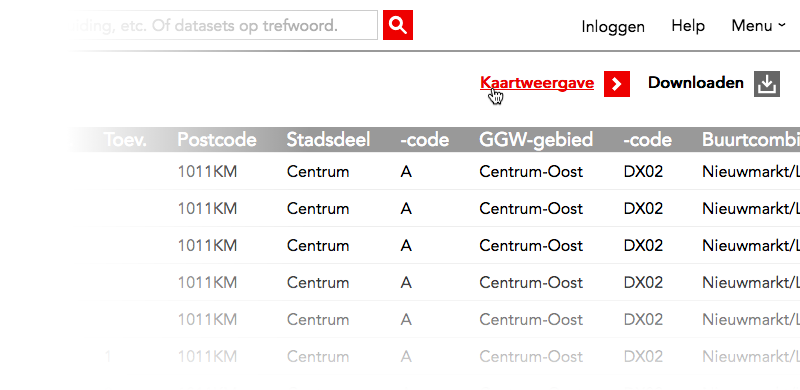 ding, etc. Of datasets op trefwoord.
Inloggen Help Menu
Kaartweergave Downloaden
Toev. Postcode Stadsdeel -code GGW-gebied -code Buurtcombi
1011KM Centrum A Centrum-Oost DX02 Nieuwmarkt/L
1011KM Centrum A Centrum-Oost DX02 Nieuwmarkt/L
1011KM Centrum A Centrum-Oost DX02 Nieuwmarkt/L
1011KM Centrum A Centrum-Oost DX02 Nieuwmarkt/L
1011KM Centrum A Centrum-Oost DX02 Nieuwmarkt/L
1 1011KM Centrum A Centrum-Oost DX02 Nieuwmarkt/L